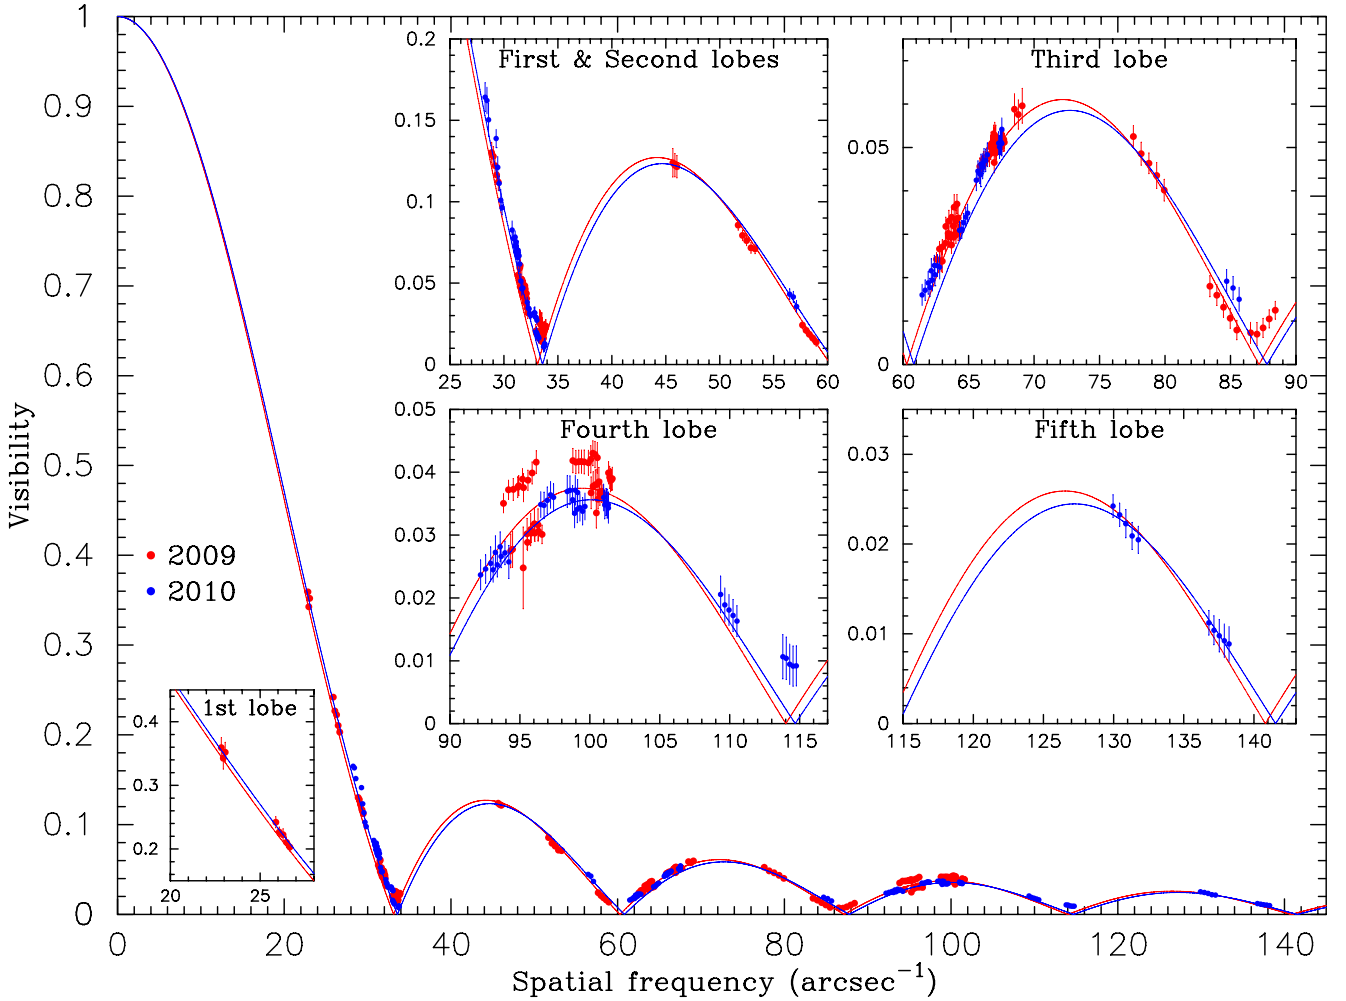 1
0.9
0.8
0.7
0.6
0.5
0.4
0.3
0.2
0.1
0
Visibility
0 20 40 60 80 100 120 140
Spatial frequency (arcsec⁻¹)
2009
2010
First & Second lobes
0.2
0.15
0.1
0.05
0
25 30 35 40 45 50 55 60
Third lobe
0.05
0
60 65 70 75 80 85 90
Fourth lobe
0.05
0.04
0.03
0.02
0.01
0
90 95 100 105 110 115
Fifth lobe
0.03
0.02
0.01
0
115 120 125 130 135 140
1st lobe
0.4
0.3
0.2
20 25